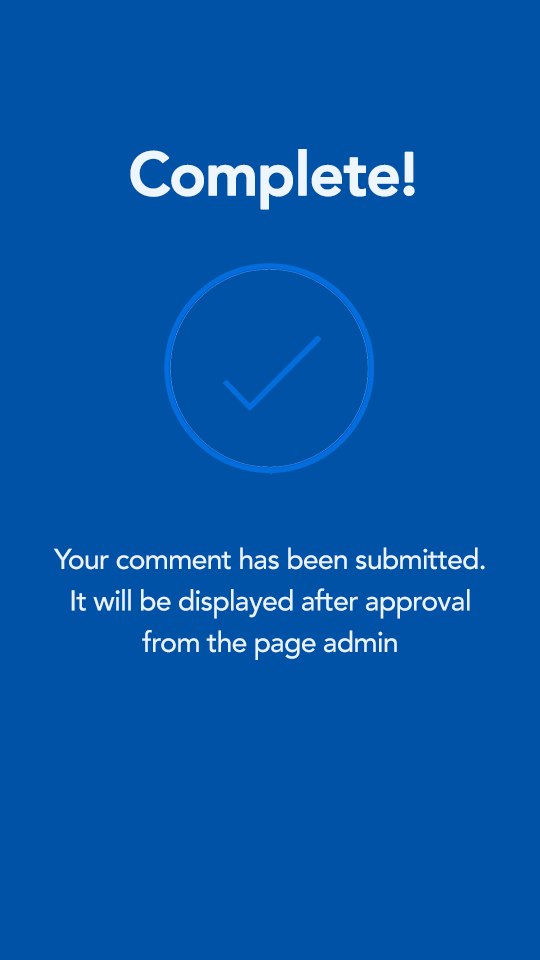 Complete!
Your comment has been submitted.
It will be displayed after approval
from the page admin